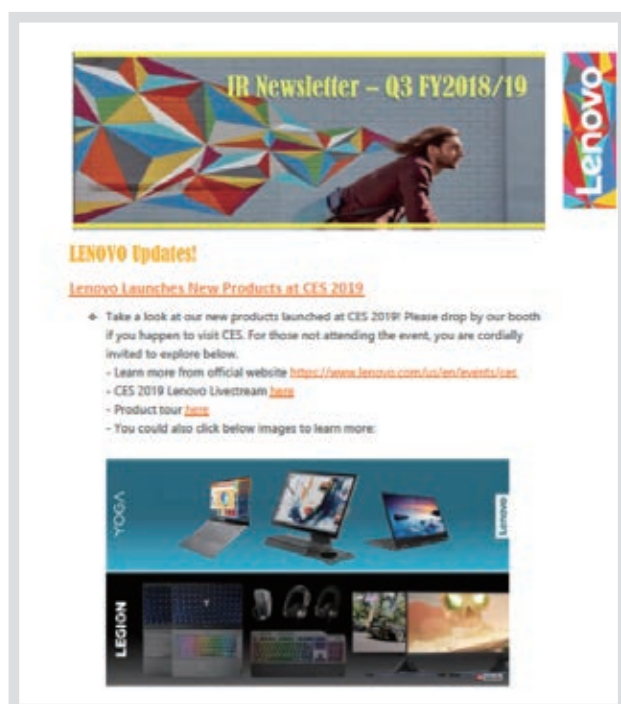 IR Newsletter – Q3 FY2018/19
Lenovo
LENOVO Updates!
Lenovo Launches New Products at CES 2019
Take a look at our new products launched at CES 2019! Please drop by our booth
if you happen to visit CES. For those not attending the event, you are cordially
invited to explore below.
- Learn more from official website https://www.lenovo.com/us/en/events/ces
- CES 2019 Lenovo Livestream here
- Product tour here
- You could also click below images to learn more:
YOGA
Lenovo
LEGION